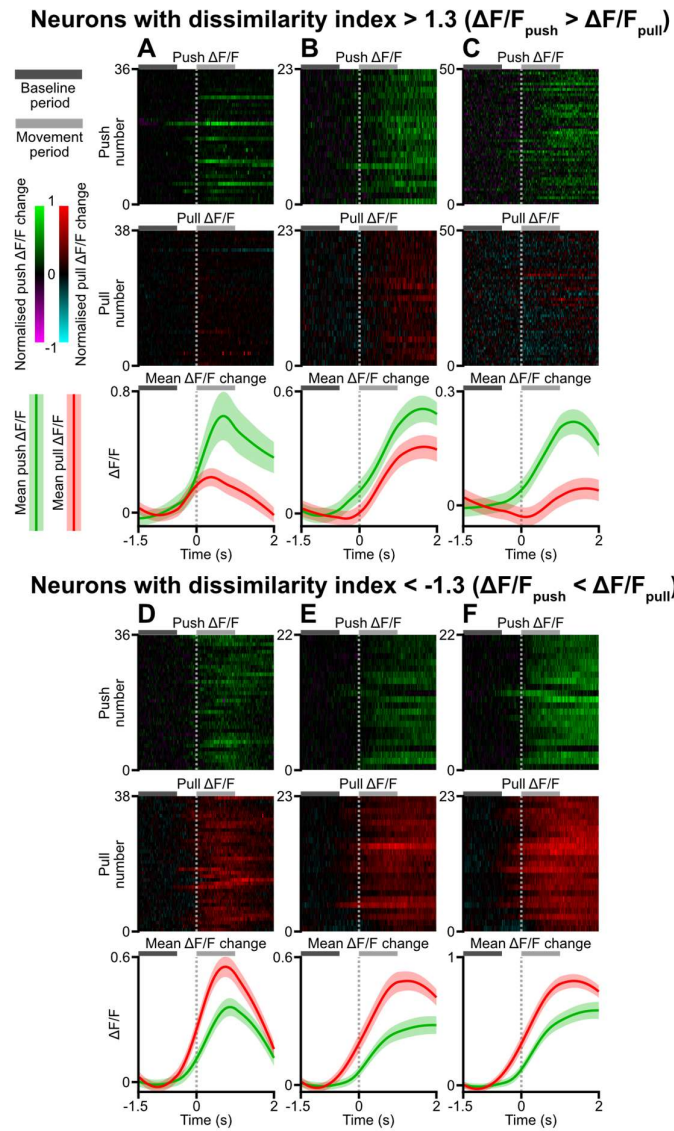 Neurons with dissimilarity index > 1.3 (ΔF/Fpush > ΔF/Fpull)
A B C
Push ΔF/F Push ΔF/F Push ΔF/F
Baseline period
Movement period
Push number
36 0 23 0 50 0
Normalised push ΔF/F change
Normalised pull ΔF/F change
1
0
-1
Pull ΔF/F Pull ΔF/F Pull ΔF/F
Pull number
38 0 23 0 50 0
Mean push ΔF/F
Mean pull ΔF/F
Mean ΔF/F change Mean ΔF/F change Mean ΔF/F change
ΔF/F
0.8 0 0.6 0 0.3 0
-1.5 0 2 -1.5 0 2 -1.5 0 2
Time (s) Time (s) Time (s)
Neurons with dissimilarity index < -1.3 (ΔF/Fpush < ΔF/Fpull)
D E F
Push ΔF/F Push ΔF/F Push ΔF/F
Push number
36 0 22 0 22 0
Pull ΔF/F Pull ΔF/F Pull ΔF/F
Pull number
38 0 23 0 23 0
Mean ΔF/F change Mean ΔF/F change Mean ΔF/F change
ΔF/F
0.6 0 0.6 0 1 0
-1.5 0 2 -1.5 0 2 -1.5 0 2
Time (s) Time (s) Time (s)